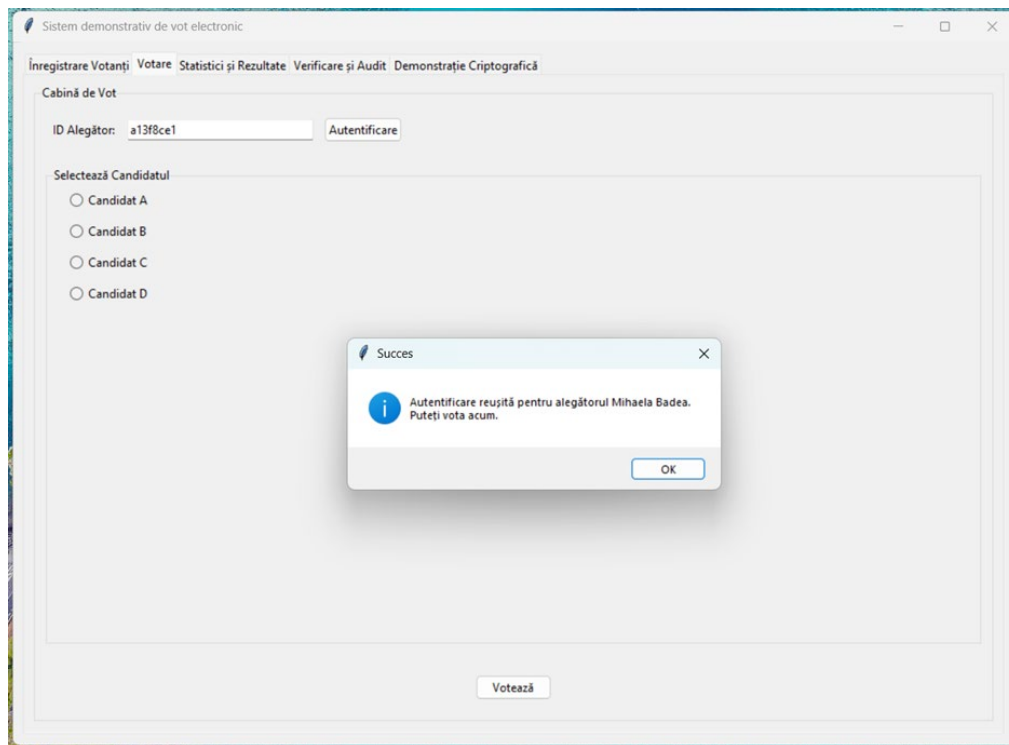 Sistem demonstrativ de vot electronic
Înregistrare Votanți Votare Statistici și Rezultate Verificare și Audit Demonstrație Criptografică
Cabină de Vot
ID Alegător: a13f8ce1 Autentificare
Selectează Candidatul
Candidat A
Candidat B
Candidat C
Candidat D
Succes
Autentificare reușită pentru alegătorul Mihaela Badea.
Puteți vota acum.
OK
Votează